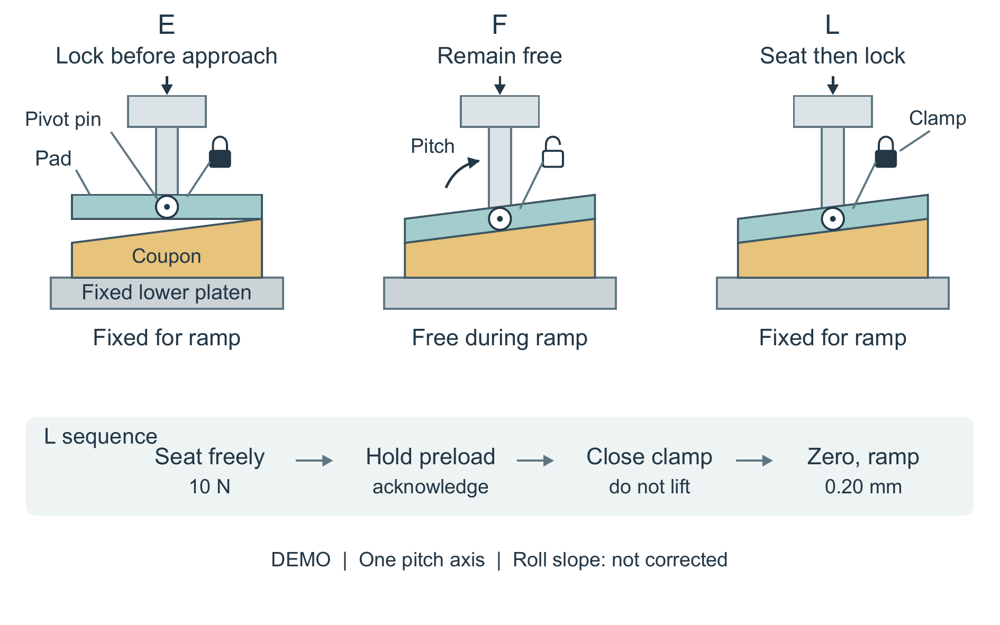 E
Lock before approach
Pivot pin
Pad
Coupon
Fixed lower platen
Fixed for ramp
F
Remain free
Pitch
Free during ramp
L
Seat then lock
Clamp
Fixed for ramp
L sequence
Seat freely
10 N
Hold preload
acknowledge
Close clamp
do not lift
Zero, ramp
0.20 mm
DEMO | One pitch axis | Roll slope: not corrected